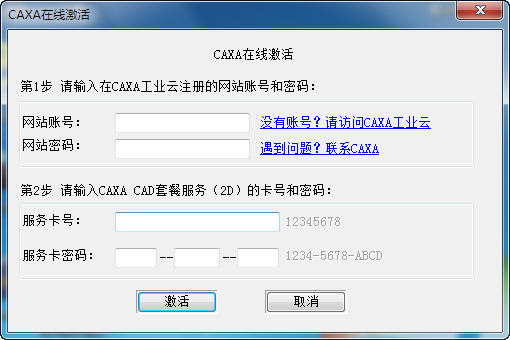 CAXA在线激活
CAXA在线激活
第1步 请输入在CAXA工业云注册的网站账号和密码：
网站账号： 没有账号？请访问CAXA工业云
网站密码： 遇到问题？联系CAXA
第2步 请输入CAXA CAD套餐服务（2D）的卡号和密码：
服务卡号： 12345678
服务卡密码： -- -- 1234-5678-ABCD
激活 取消